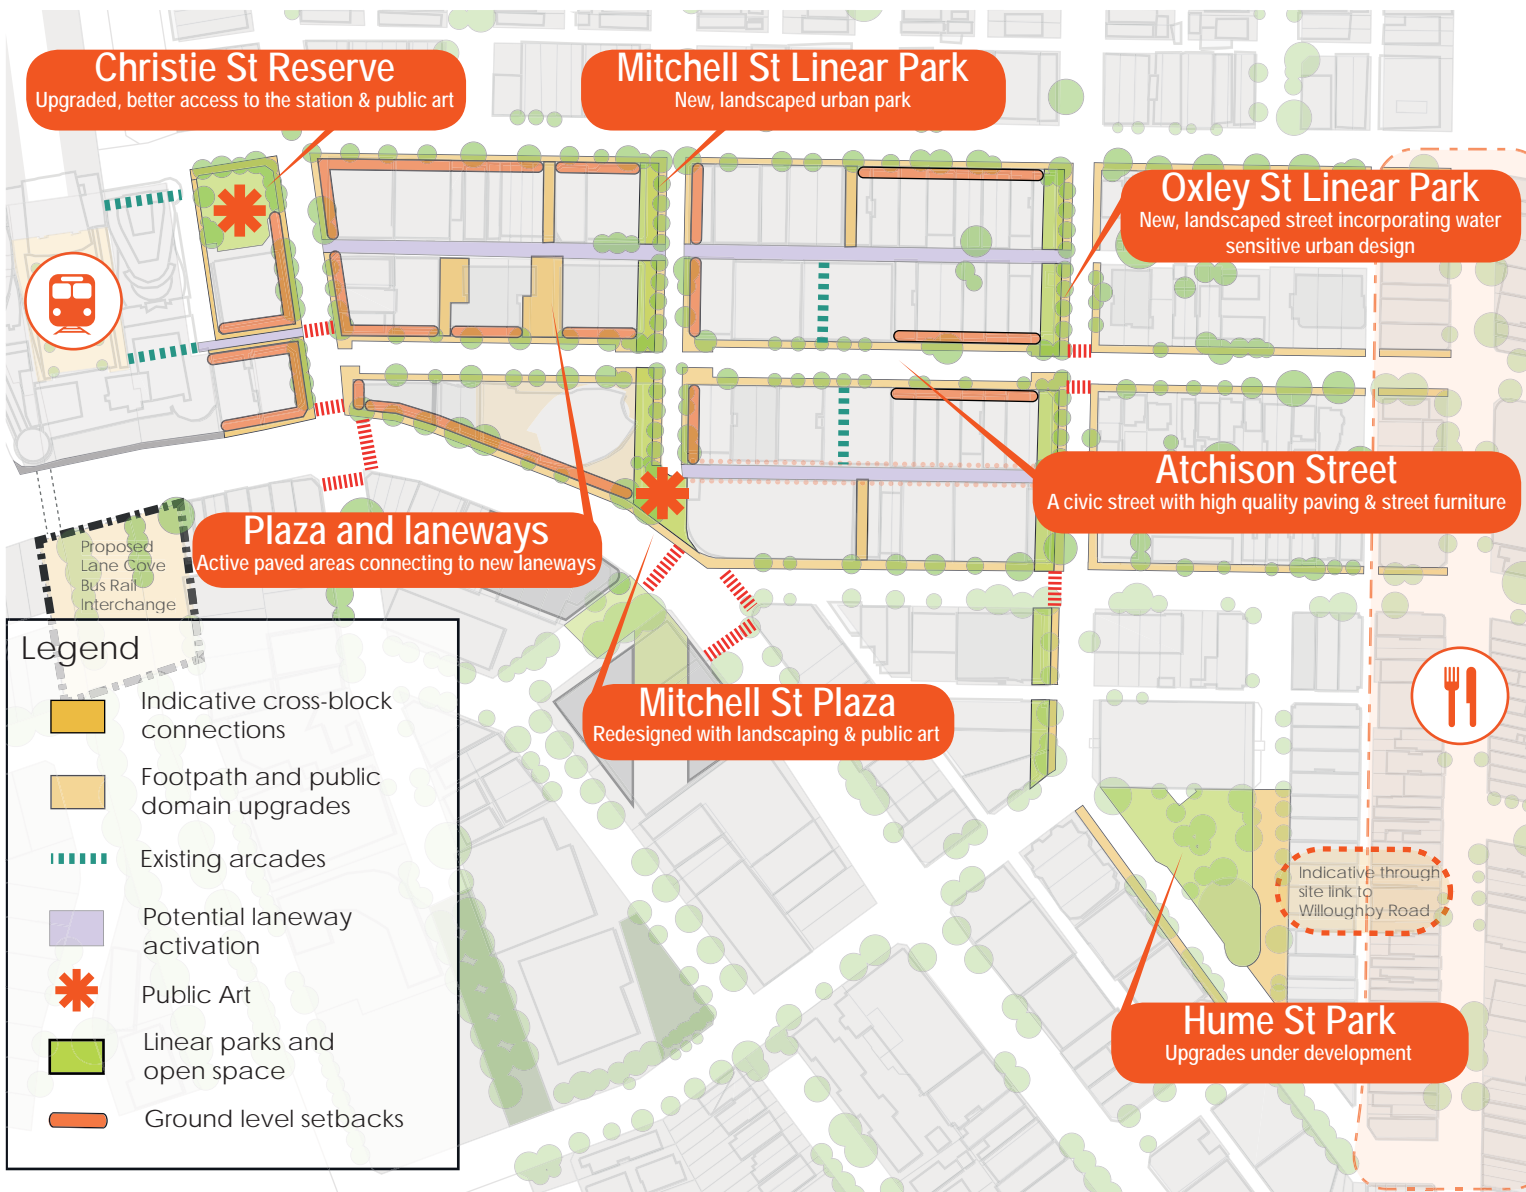 Christie St Reserve
Upgraded, better access to the station & public art
Mitchell St Linear Park
New, landscaped urban park
Oxley St Linear Park
New, landscaped street incorporating water
sensitive urban design
Atchison Street
A civic street with high quality paving & street furniture
Plaza and laneways
Active paved areas connecting to new laneways
Proposed
Lane Cove
Bus Rail
Interchange
Mitchell St Plaza
Redesigned with landscaping & public art
Indicative through
site link to
Willoughby Road
Hume St Park
Upgrades under development
Legend
Indicative cross-block
connections
Footpath and public
domain upgrades
Existing arcades
Potential laneway
activation
Public Art
Linear parks and
open space
Ground level setbacks